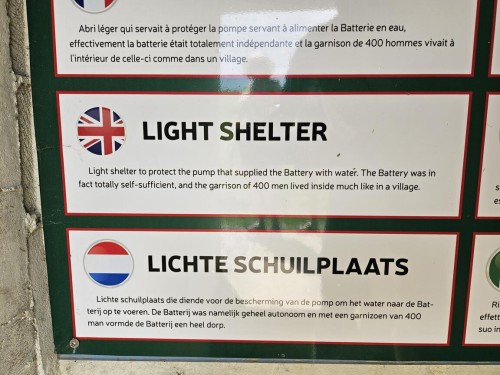 Abri léger qui servait à protéger la pompe servant à alimenter la Batterie en eau,
effectivement la batterie était totalement indépendante et la garnison de 400 hommes vivait à
l'intérieur de celle-ci comme dans un village.
LIGHT SHELTER
Light shelter to protect the pump that supplied the Battery with water. The Battery was in
fact totally self-sufficient, and the garrison of 400 men lived inside much like in a village.
LICHTE SCHUILPLAATS
Lichte schuilplaats die diende voor de bescherming van de pomp om het water naar de Bat-
terij op te voeren. De Batterij was namelijk geheel autonoom en met een garnizoen van 400
man vormde de Batterij een heel dorp.
Ri
effett
suo in